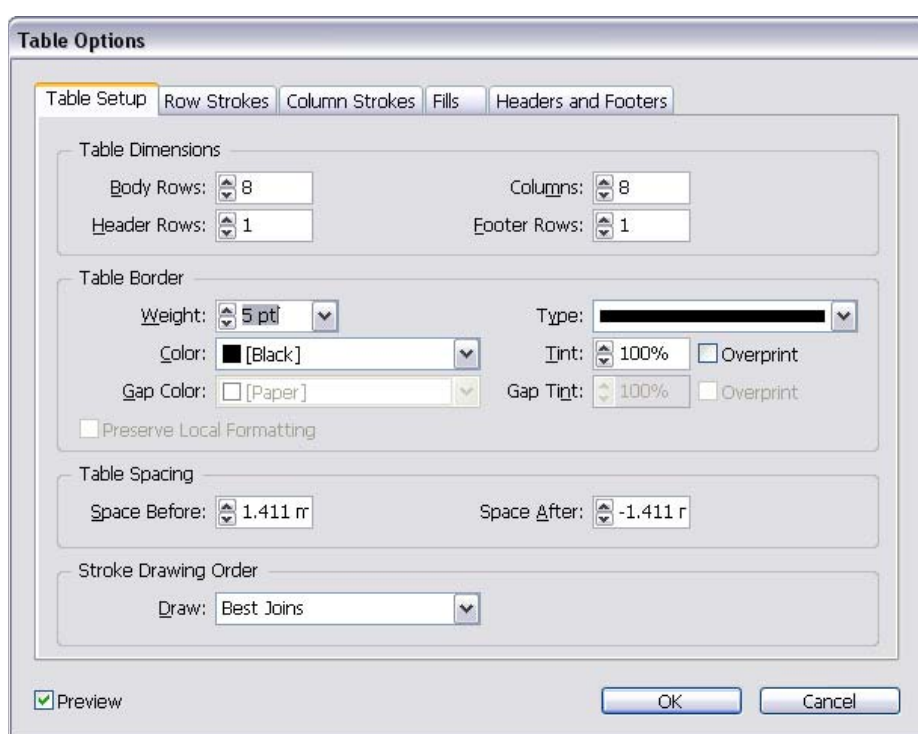 Table Options
Table Setup Row Strokes Column Strokes Fills Headers and Footers
Table Dimensions
Body Rows: 8 Columns: 8
Header Rows: 1 Footer Rows: 1
Table Border
Weight: 5 pt Type:
Color: [Black] Tint: 100% Overprint
Gap Color: [Paper] Gap Tint: 100% Overprint
Preserve Local Formatting
Table Spacing
Space Before: 1.411 Space After: -1.411
Stroke Drawing Order
Draw: Best Joins
Preview OK Cancel